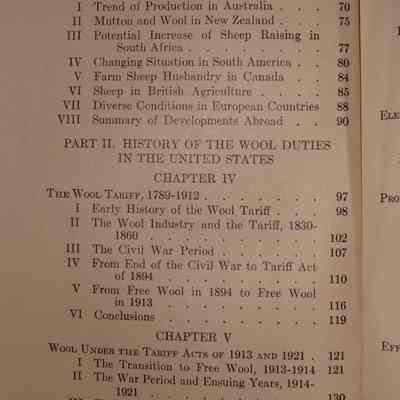 I Trend of Production in Australia . . . 70
II Mutton and Wool in New Zealand . . . 75
III Potential Increase of Sheep Raising in
South Africa . . . . . . . 77
IV Changing Situation in South America . . 80
V Farm Sheep Husbandry in Canada . . 84
VI Sheep in British Agriculture . . . . 85
VII Diverse Conditions in European Countries 88
VIII Summary of Developments Abroad . . 90
PART II. HISTORY OF THE WOOL DUTIES
IN THE UNITED STATES
CHAPTER IV
THE WOOL TARIFF, 1789-1912 . . . . . . 97
I Early History of the Wool Tariff . . . 98
II The Wool Industry and the Tariff, 1830-
1860 . . . . . . . . . 102
III The Civil War Period . . . . . . 107
IV From End of the Civil War to Tariff Act
of 1894 . . . . . . . . 110
V From Free Wool in 1894 to Free Wool
in 1913 . . . . . . . . 116
VI Conclusions . . . . . . . . 119
CHAPTER V
WOOL UNDER THE TARIFF ACTS OF 1913 AND 1921 . 121
I The Transition to Free Wool, 1913-1914 121
II The War Period and Ensuing Years, 1914-
1921 . . . . . . . . . 130